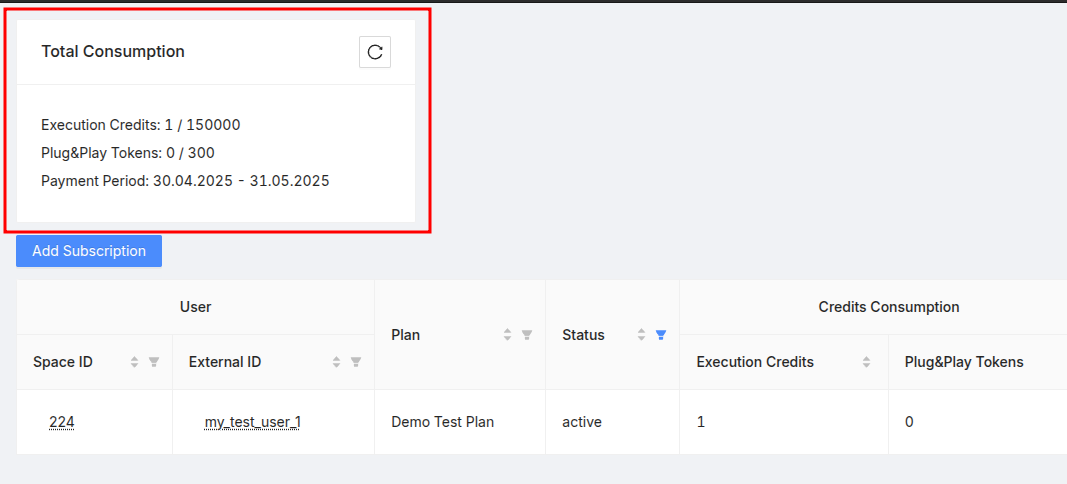 Total Consumption
Execution Credits: 1 / 150000
Plug&Play Tokens: 0 / 300
Payment Period: 30.04.2025 - 31.05.2025
Add Subscription
User
Plan
Status
Credits Consumption
Space ID
External ID
Execution Credits
Plug&Play Tokens
224
my_test_user_1
Demo Test Plan
active
1
0